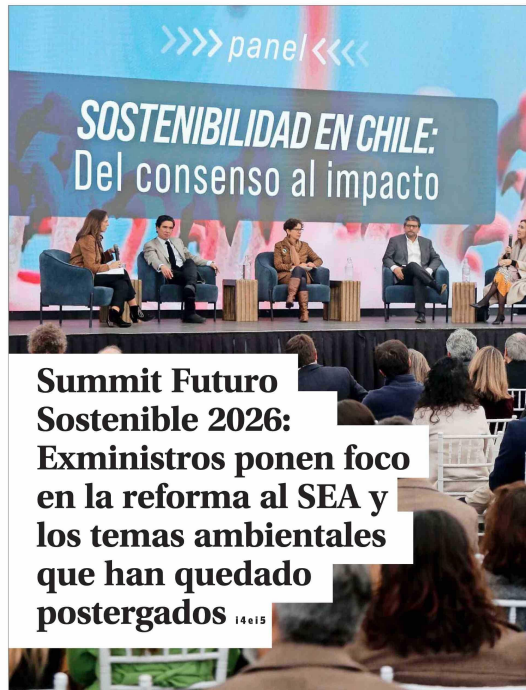 >>>> panel <<<<
SOSTENIBILIDAD EN CHILE:
Del consenso al impacto
Summit Futuro
Sostenible 2026:
Exministros ponen foco
en la reforma al SEA y
los temas ambientales
que han quedado
postergados i4ei5